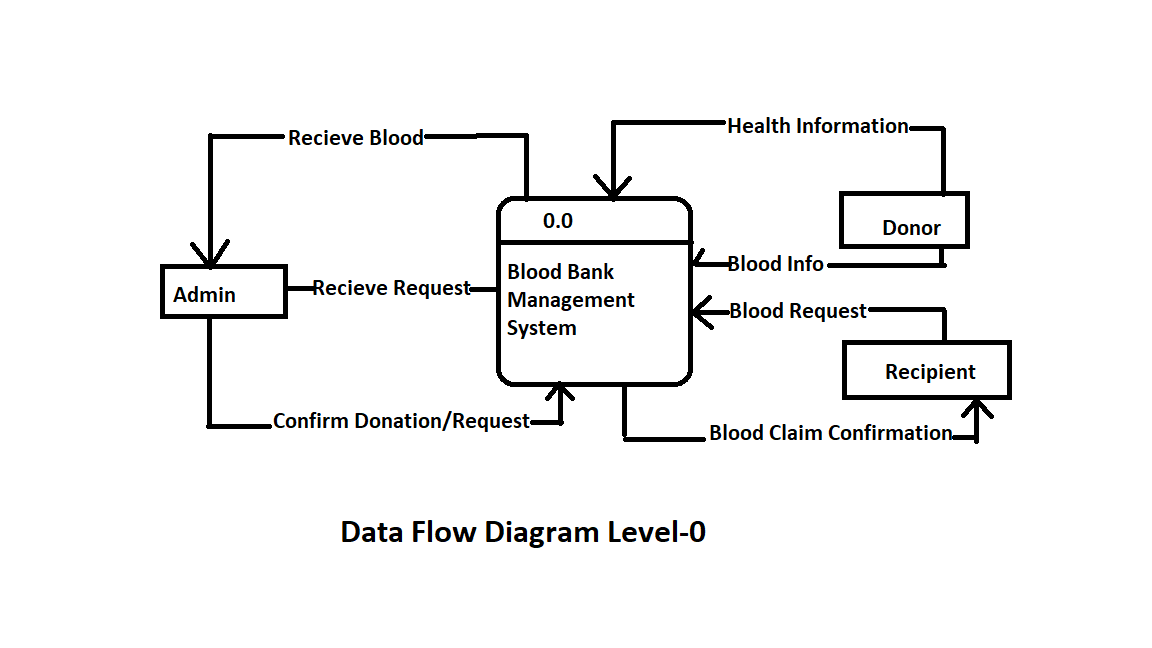 Health Information
Recieve Blood
0.0
Donor
Blood Info
Blood Bank
Management
System
Admin
Recieve Request
Blood Request
Recipient
Confirm Donation/Request
Blood Claim Confirmation
Data Flow Diagram Level-0